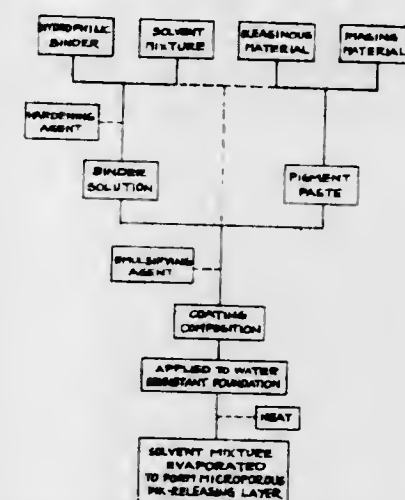 HYDROPHILIC
BINDER
SOLVENT
MIXTURE
OLEAGINOUS
MATERIAL
IMAGING
MATERIAL
HARDENING
AGENT
BINDER
SOLUTION
PIGMENT
PASTE
EMULSIFYING
AGENT
COATING
COMPOSITION
APPLIED TO WATER
RESISTANT FOUNDATION
HEAT
SOLVENT MIXTURE
EVAPORATED
TO FORM MICROPOROUS
INK-RELEASING LAYER